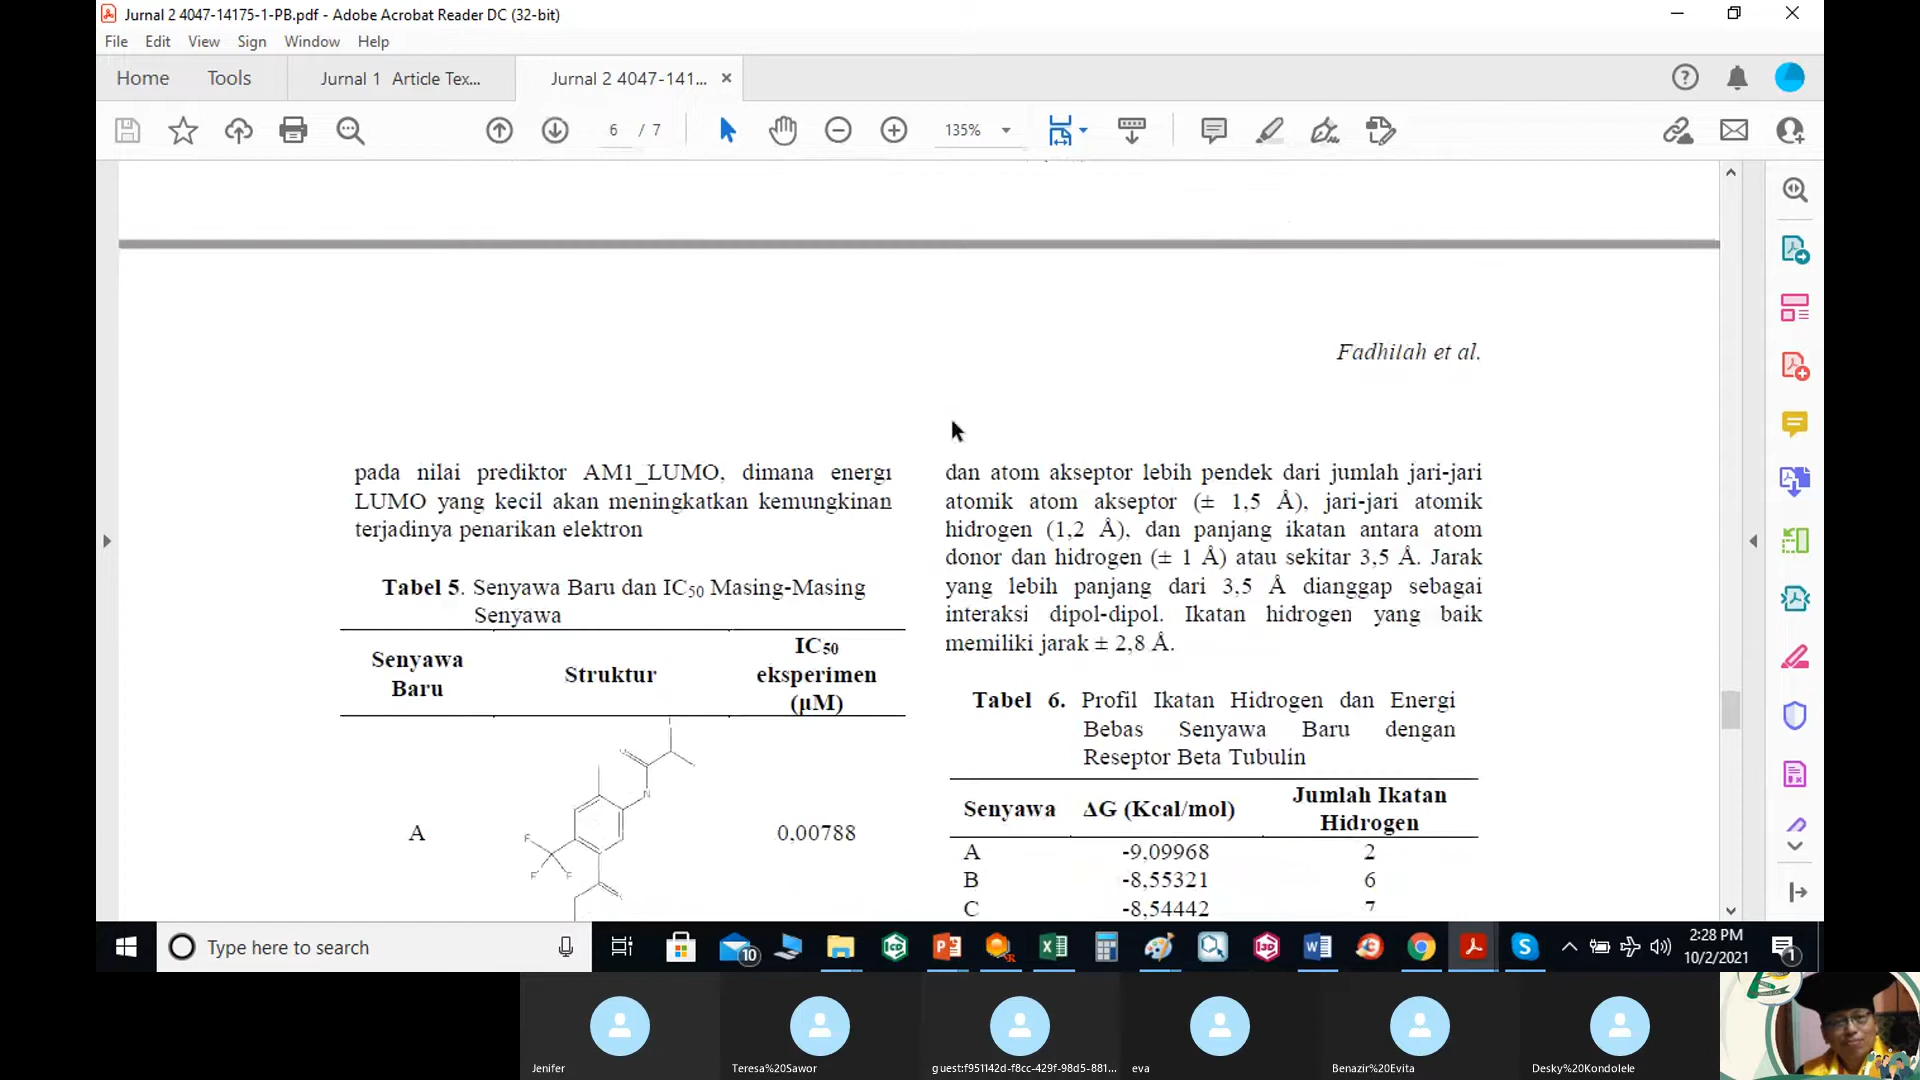 Jurnal 2 4047-14175-1-PB.pdf - Adobe Acrobat Reader DC (32-bit)
File Edit View Sign Window Help
Home Tools Jurnal 1 Article Tex... Jurnal 2 4047-141...
6 / 7 135%
Fadhilah et al.
pada nilai prediktor AM1_LUMO, dimana energi
LUMO yang kecil akan meningkatkan kemungkinan
terjadinya penarikan elektron
Tabel 5. Senyawa Baru dan IC50 Masing-Masing
Senyawa
Senyawa
Baru
Struktur
IC50
eksperimen
(µM)
A
N
F
F
F
0,00788
dan atom akseptor lebih pendek dari jumlah jari-jari
atomik atom akseptor (± 1,5 Å), jari-jari atomik
hidrogen (1,2 Å), dan panjang ikatan antara atom
donor dan hidrogen (± 1 Å) atau sekitar 3,5 Å. Jarak
yang lebih panjang dari 3,5 Å dianggap sebagai
interaksi dipol-dipol. Ikatan hidrogen yang baik
memiliki jarak ± 2,8 Å.
Tabel 6. Profil Ikatan Hidrogen dan Energi
Bebas Senyawa Baru dengan
Reseptor Beta Tubulin
Senyawa ΔG (Kcal/mol) Jumlah Ikatan
Hidrogen
A -9,09968 2
B -8,55321 6
C -8,54442 7
Type here to search
10
2:28 PM
10/2/2021
1
Jenifer
Teresa%20Sawor
guest:f951142d-f8cc-429f-98d5-881...
eva
Benazir%20Evita
Desky%20Kondolele